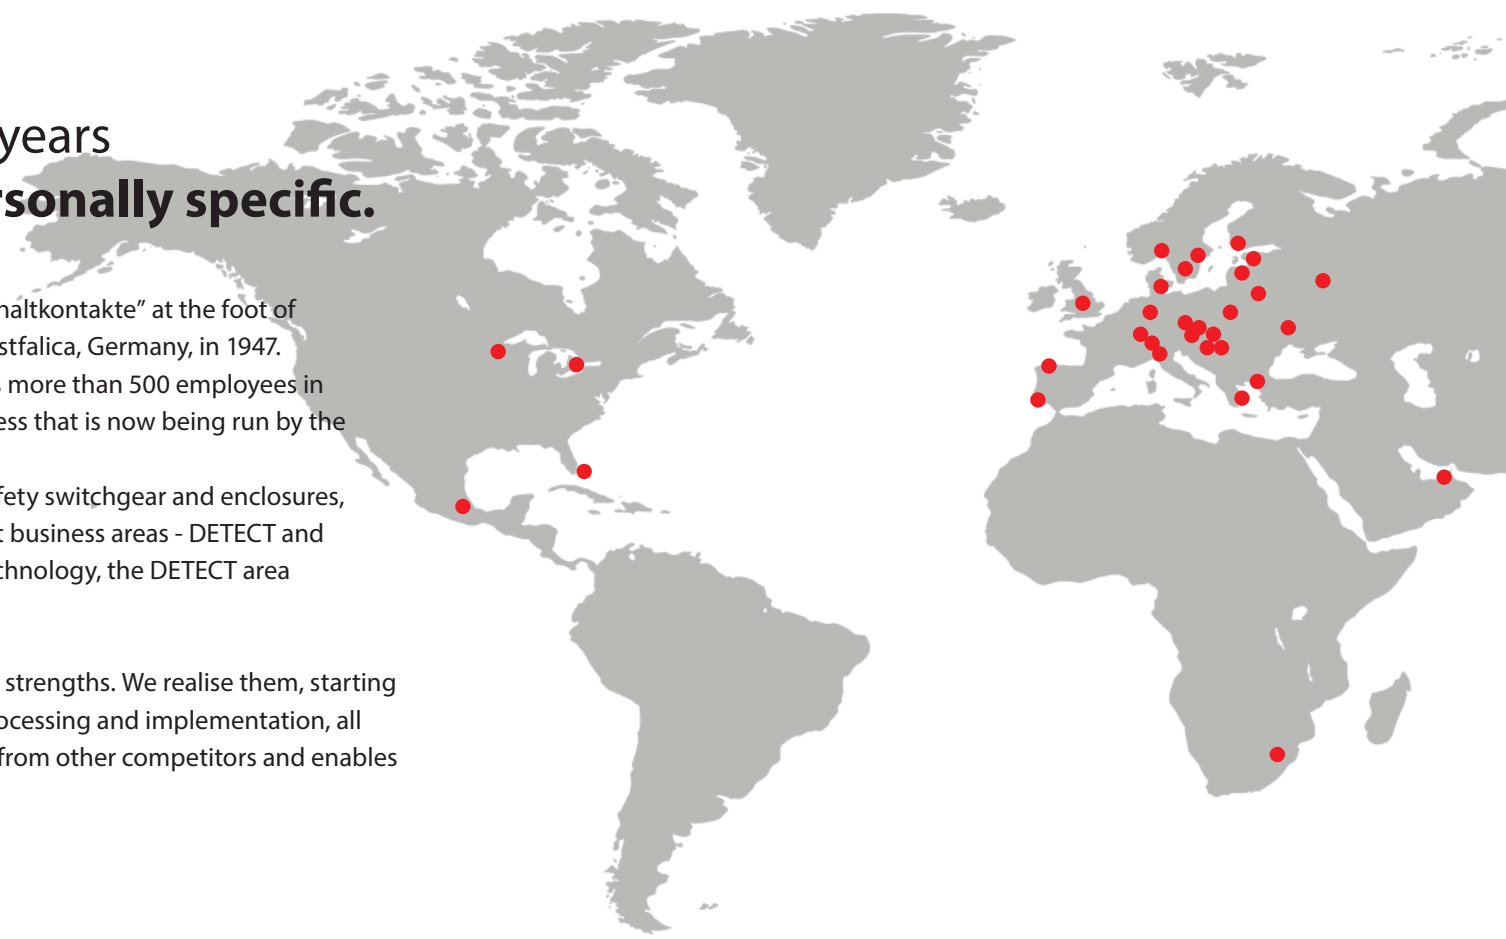 years
rsonally specific.
haltkontakte” at the foot of
stfalica, Germany, in 1947.
s more than 500 employees in
ess that is now being run by the
fety switchgear and enclosures,
t business areas - DETECT and
chnology, the DETECT area
strengths. We realise them, starting
ocessing and implementation, all
from other competitors and enables